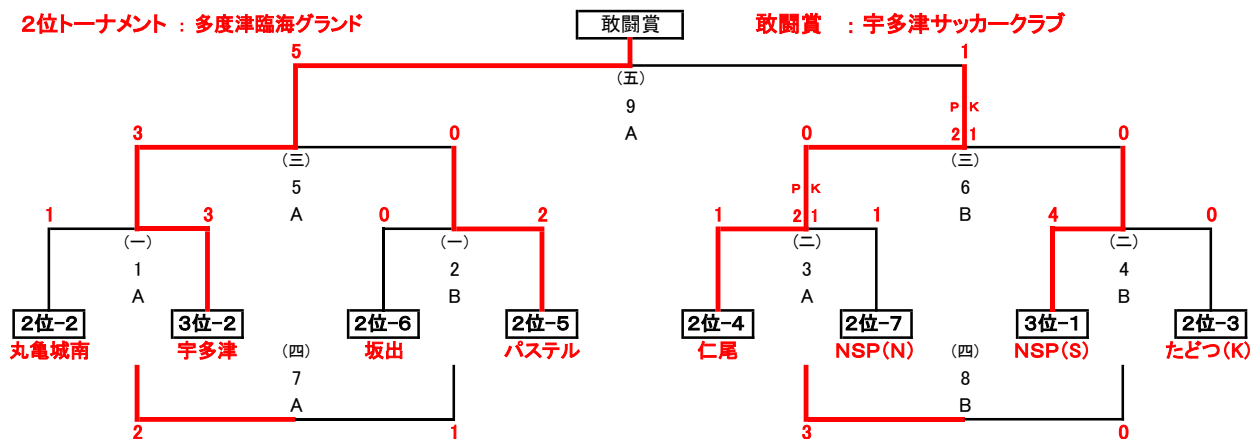 2位トーナメント ： 多度津臨海グランド
敢闘賞
敢闘賞 ： 宇多津サッカークラブ
5
1
(五)
9
A
P K
2 1
3
0
0
0
(三)
5
A
(三)
6
B
P K
2 1
1
3
0
2
1
1
4
0
(一)
1
A
(一)
2
B
(二)
3
A
(二)
4
B
2位-2
3位-2
2位-6
2位-5
2位-4
2位-7
3位-1
2位-3
丸亀城南
宇多津
坂出
パステル
仁尾
NSP(N)
NSP(S)
たどつ(K)
(四)
7
A
(四)
8
B
2
1
3
0